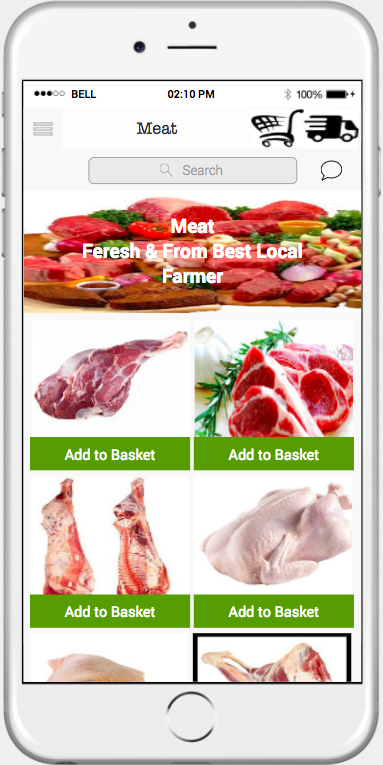 BELL 02:10 PM 100%
Meat
Search
Meat
Feresh & From Best Local
Farmer
Add to Basket Add to Basket
Add to Basket Add to Basket